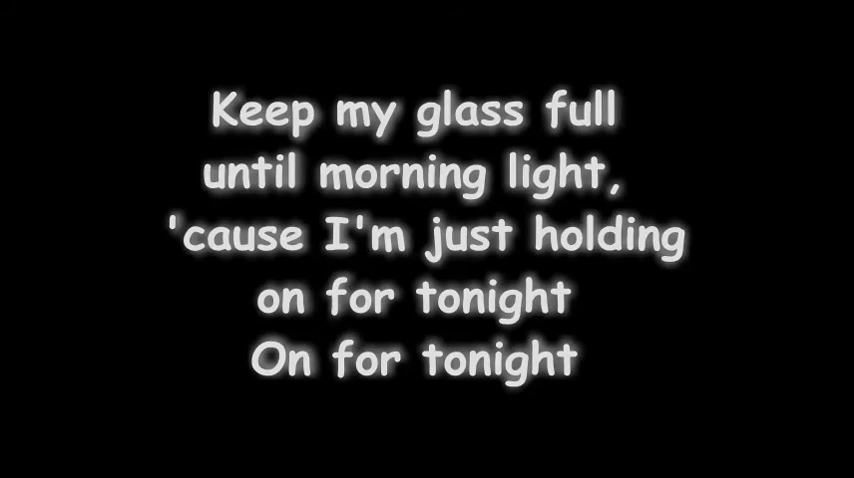 Keep my glass full
until morning light,
'cause I'm just holding
on for tonight
On for tonight